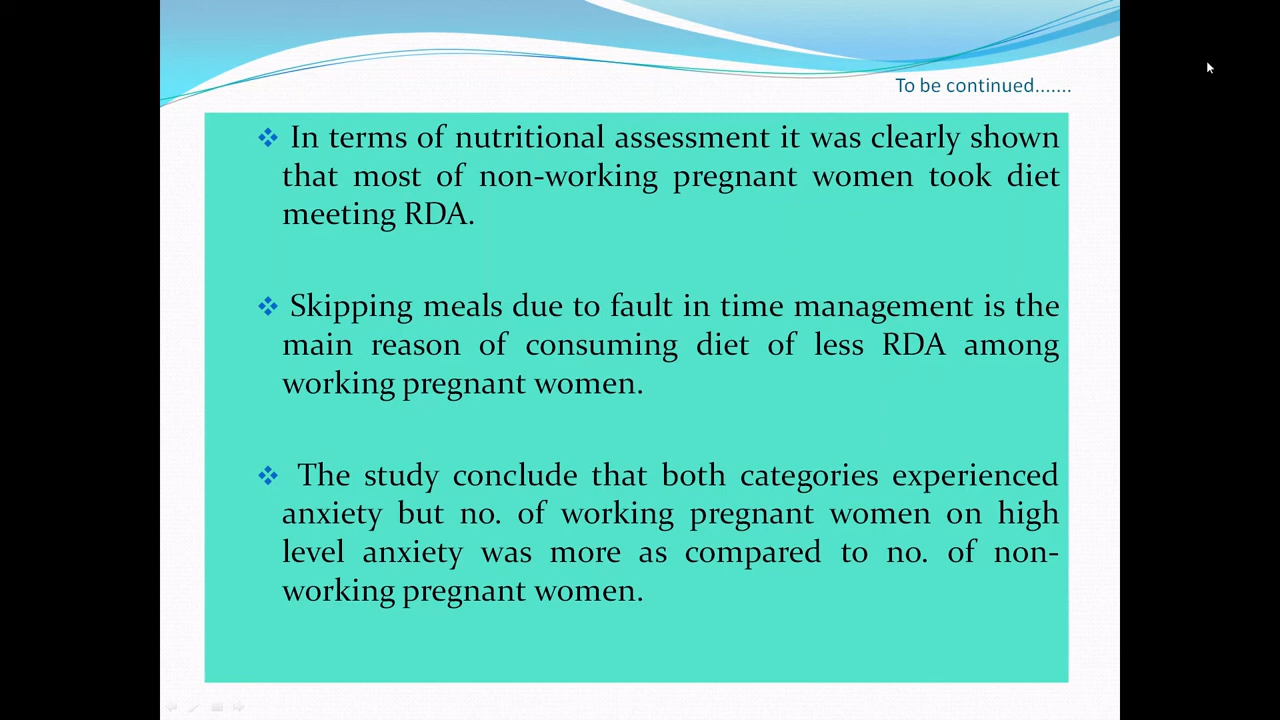 To be continued.......
In terms of nutritional assessment it was clearly shown
that most of non-working pregnant women took diet
meeting RDA.
Skipping meals due to fault in time management is the
main reason of consuming diet of less RDA among
working pregnant women.
The study conclude that both categories experienced
anxiety but no. of working pregnant women on high
level anxiety was more as compared to no. of non-
working pregnant women.